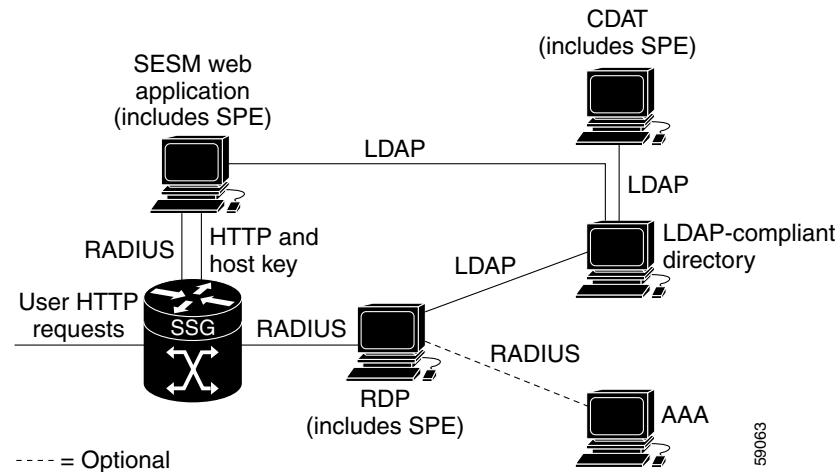 CDAT
(includes SPE)
SESM web
application
(includes SPE)
LDAP
LDAP
RADIUS
HTTP and
host key
LDAP-compliant
directory
LDAP
User HTTP
requests
SSG
RADIUS
RADIUS
RDP
(includes SPE)
AAA
59063
---- = Optional